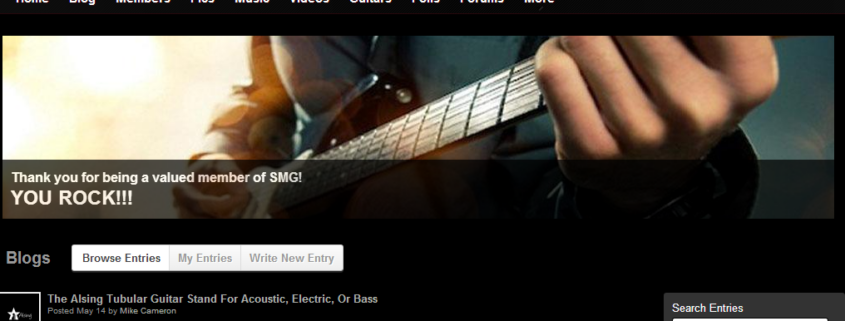 Home Blog Members Pics Music Videos Guitars Polls Forums More
Thank you for being a valued member of SMG!
YOU ROCK!!!
Blogs Browse Entries My Entries Write New Entry
The Alsing Tubular Guitar Stand For Acoustic, Electric, Or Bass
Posted May 14 by Mike Cameron
Search Entries